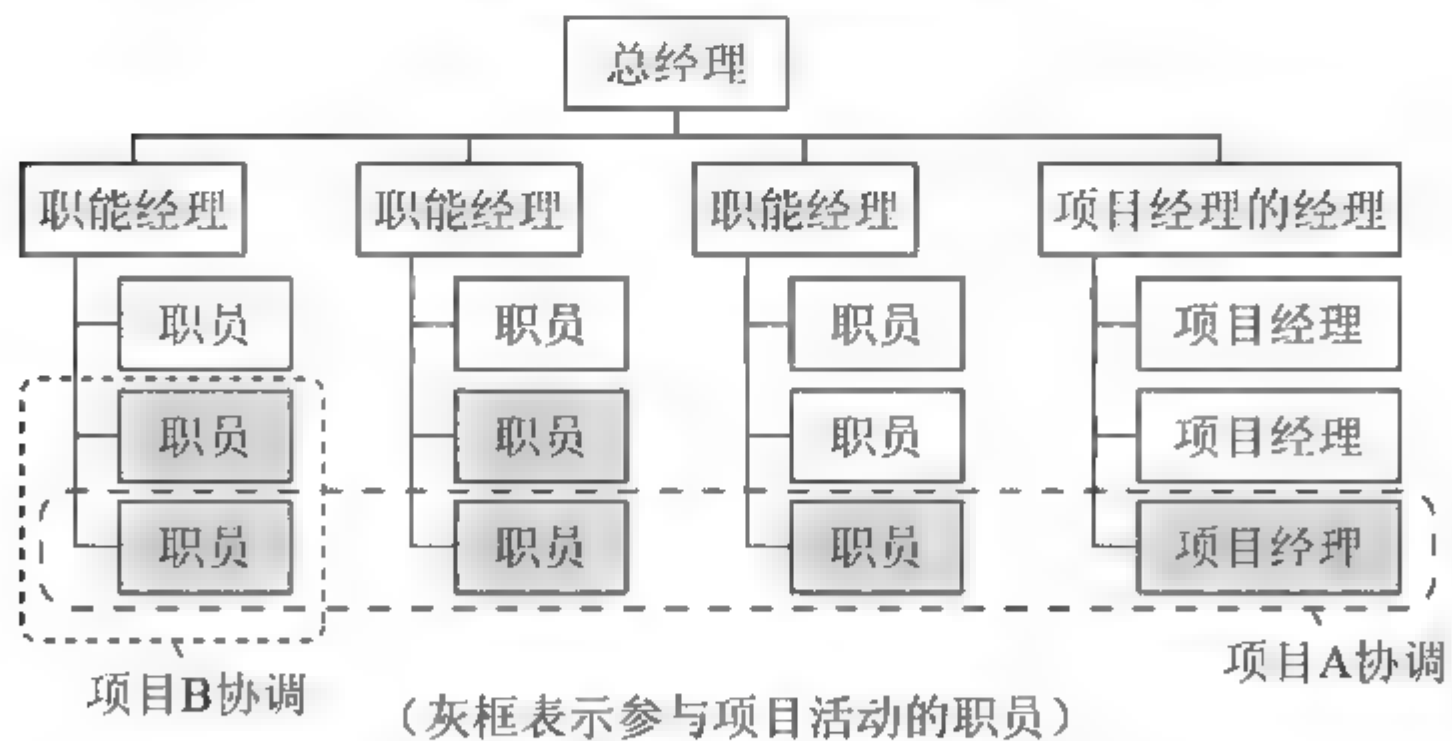 总经理
职能经理 职能经理 职能经理 项目经理的经理
职员 职员 职员 项目经理
职员 职员 职员 项目经理
职员 职员 职员 项目经理
项目B协调
项目A协调
（灰框表示参与项目活动的职员）